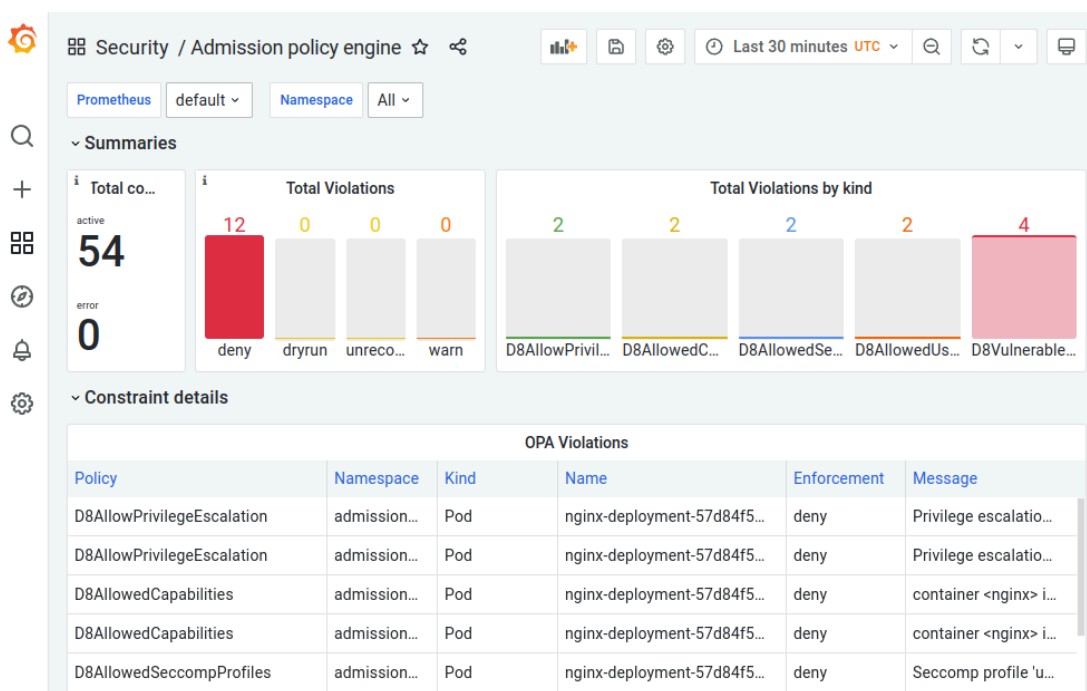 Security / Admission policy engine
Last 30 minutes UTC
Prometheus default Namespace All
Summaries
i Total co... i Total Violations Total Violations by kind
active
54
error
0
12 0 0 0
deny dryrun unreco... warn
2 2 2 2 4
D8AllowPrivil... D8AllowedC... D8AllowedSe... D8AllowedUs... D8Vulnerable...
Constraint details
OPA Violations
Policy Namespace Kind Name Enforcement Message
D8AllowPrivilegeEscalation admission... Pod nginx-deployment-57d84f5... deny Privilege escalatio...
D8AllowPrivilegeEscalation admission... Pod nginx-deployment-57d84f5... deny Privilege escalatio...
D8AllowedCapabilities admission... Pod nginx-deployment-57d84f5... deny container <nginx> i...
D8AllowedCapabilities admission... Pod nginx-deployment-57d84f5... deny container <nginx> i...
D8AllowedSeccompProfiles admission... Pod nginx-deployment-57d84f5... deny Seccomp profile 'u...